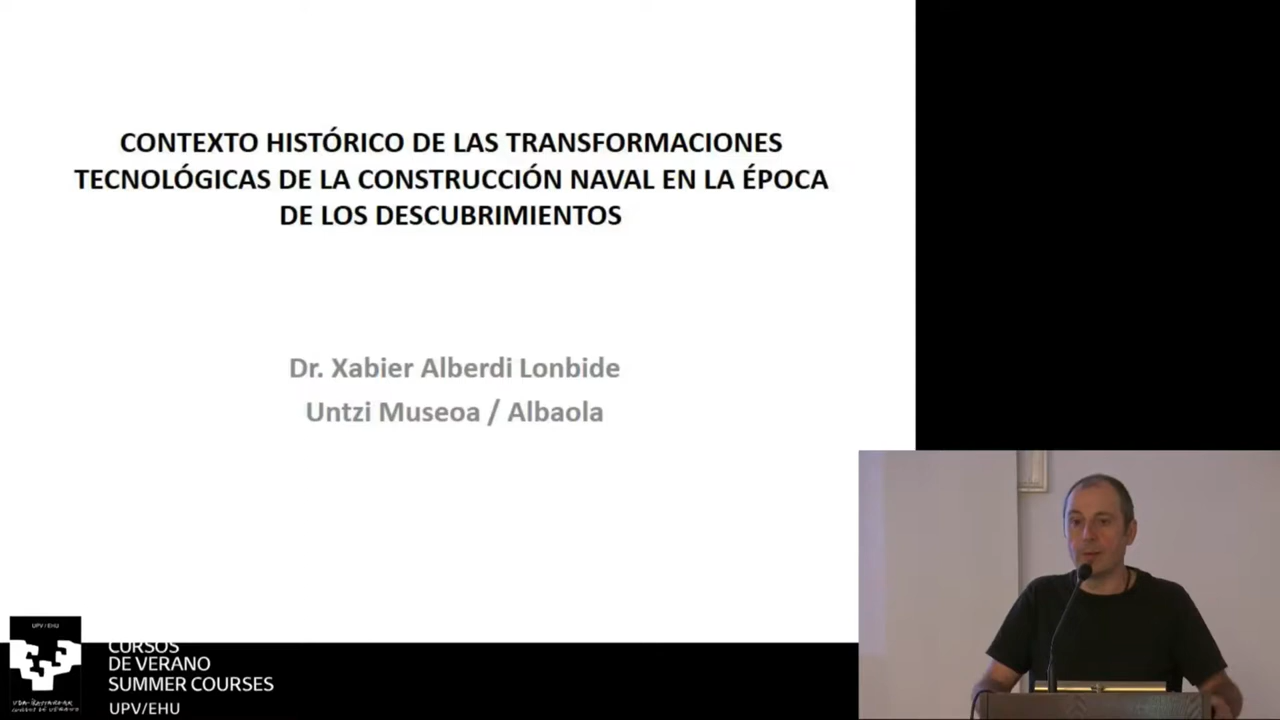 CONTEXTO HISTÓRICO DE LAS TRANSFORMACIONES
TECNOLÓGICAS DE LA CONSTRUCCIÓN NAVAL EN LA ÉPOCA
DE LOS DESCUBRIMIENTOS
Dr. Xabier Alberdi Lonbide
Untzi Museoa / Albaola
UPV / EHU
CURSOS
DE VERANO
SUMMER COURSES
UPV/EHU